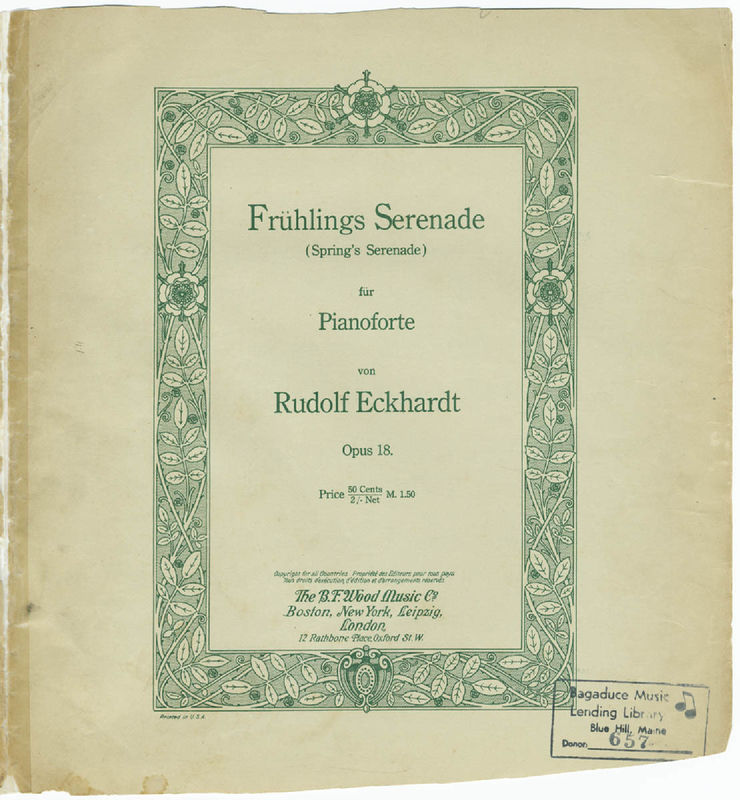 Frühlings Serenade
(Spring's Serenade)
für
Pianoforte
von
Rudolf Eckhardt
Opus 18.
Price 50 Cents M. 1.50
2/- Net
Copyright for all Countries. Propriété des Editeurs pour tous pays.
Tous droits d'exécution, d'édition et d'arrangements réservés
The B.F. Wood Music Co.
Boston, New York, Leipzig,
London,
12 Rathbone Place, Oxford St. W.
Printed in U.S.A.
Bagaduce Music
Lending Library
Blue Hill, Maine
Donor: 657